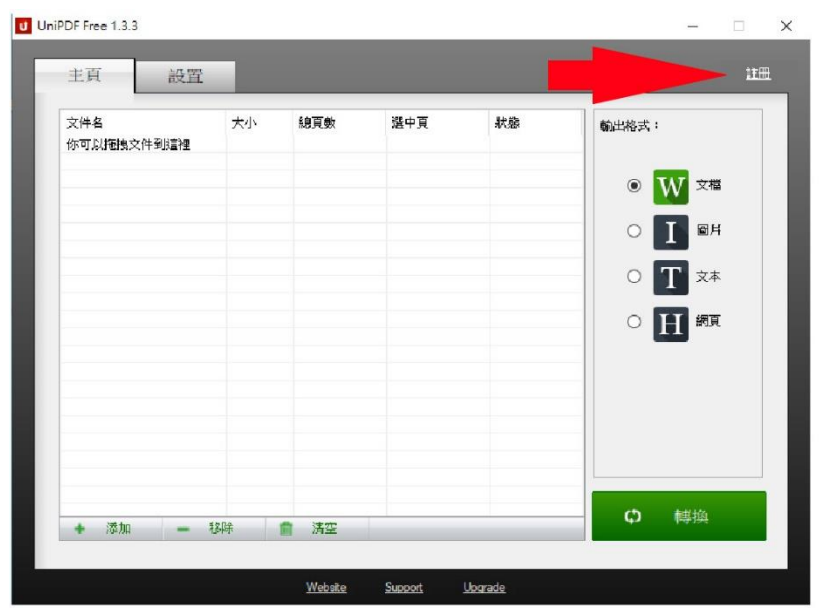 UniPDF Free 1.3.3
主頁 設置 註冊
文件名 大小 總頁數 選中頁 狀態
你可以拖拽文件到這裡
輸出格式：
W 文檔
I 圖片
T 文本
H 網頁
添加 移除 清空
轉換
Website Support Upgrade